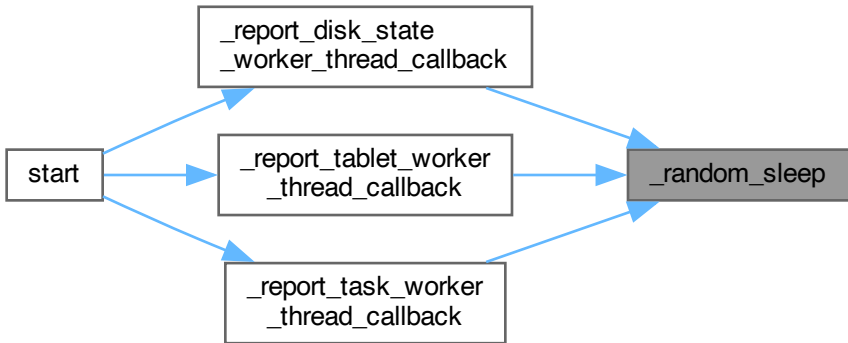 _report_disk_state
_worker_thread_callback
start
_report_tablet_worker
_thread_callback
_random_sleep
_report_task_worker
_thread_callback